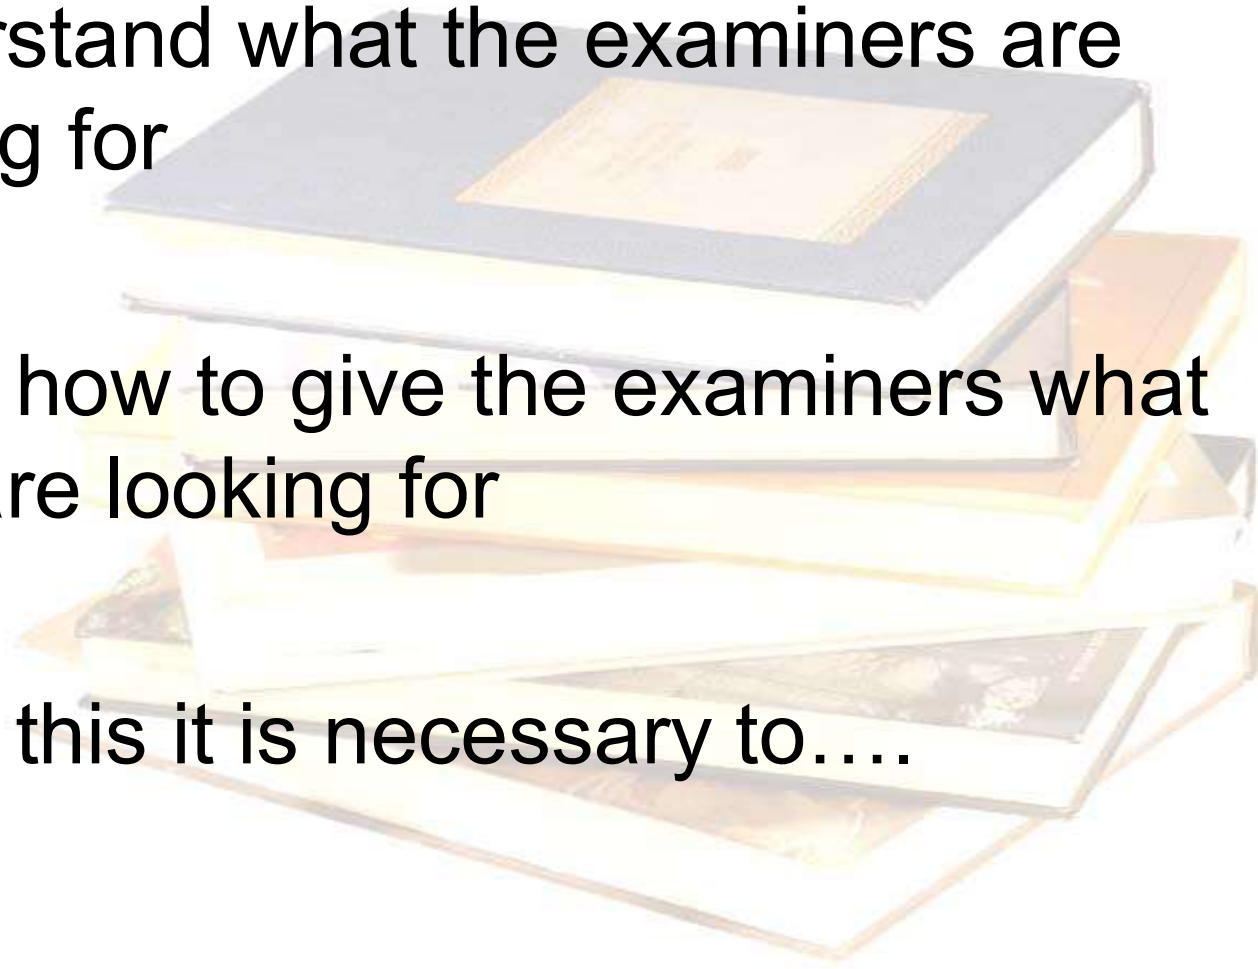 rstand what the examiners are
g for
how to give the examiners what
re looking for
this it is necessary to….